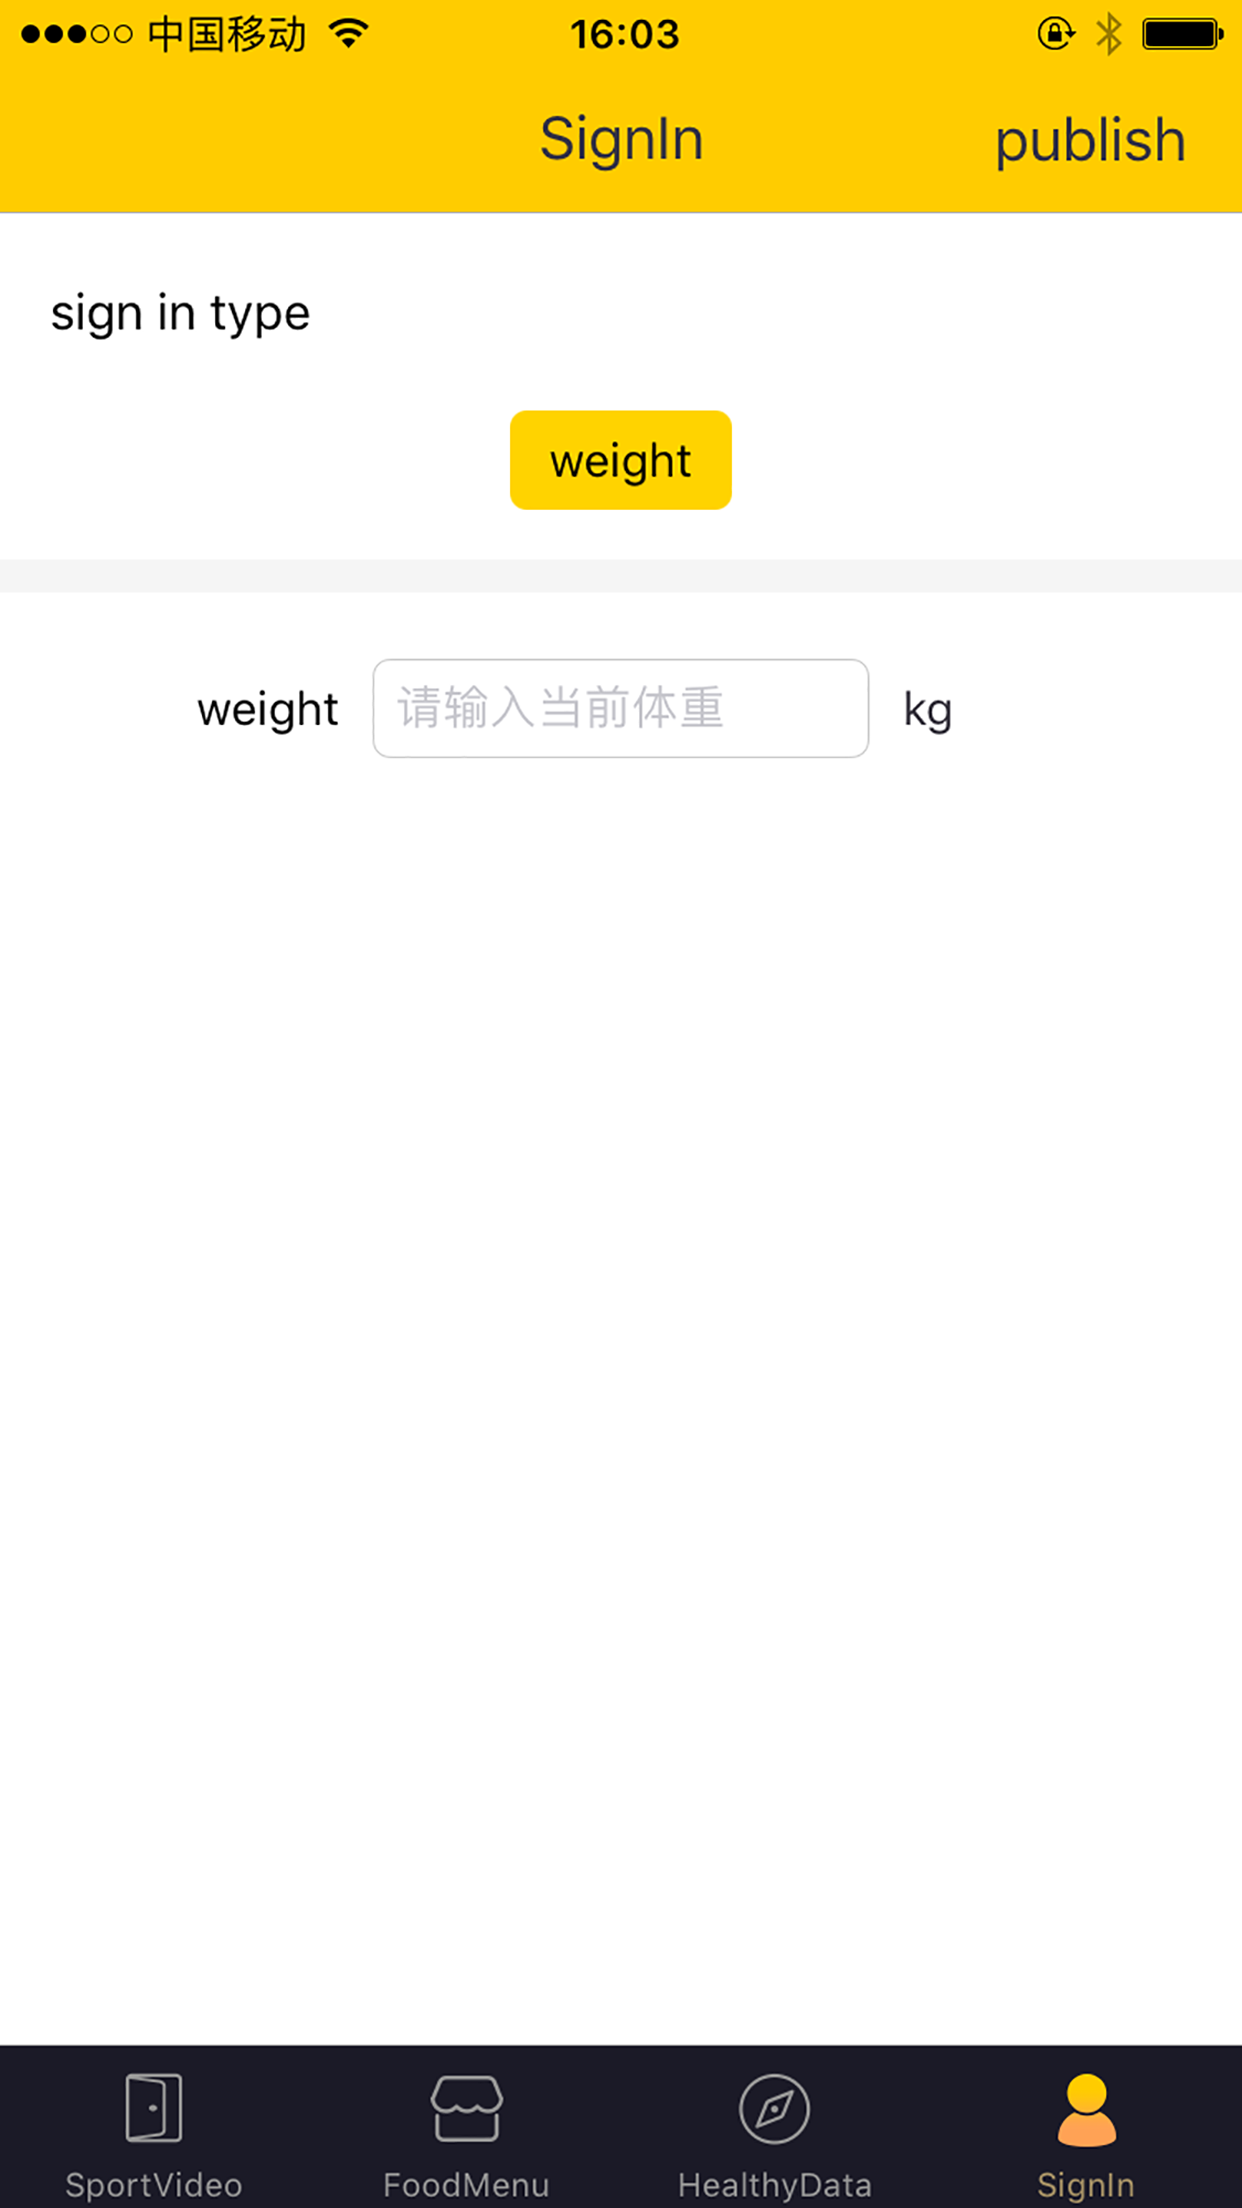 中国移动 16:03
SignIn publish
sign in type
weight
weight 请输入当前体重 kg
SportVideo FoodMenu HealthyData SignIn